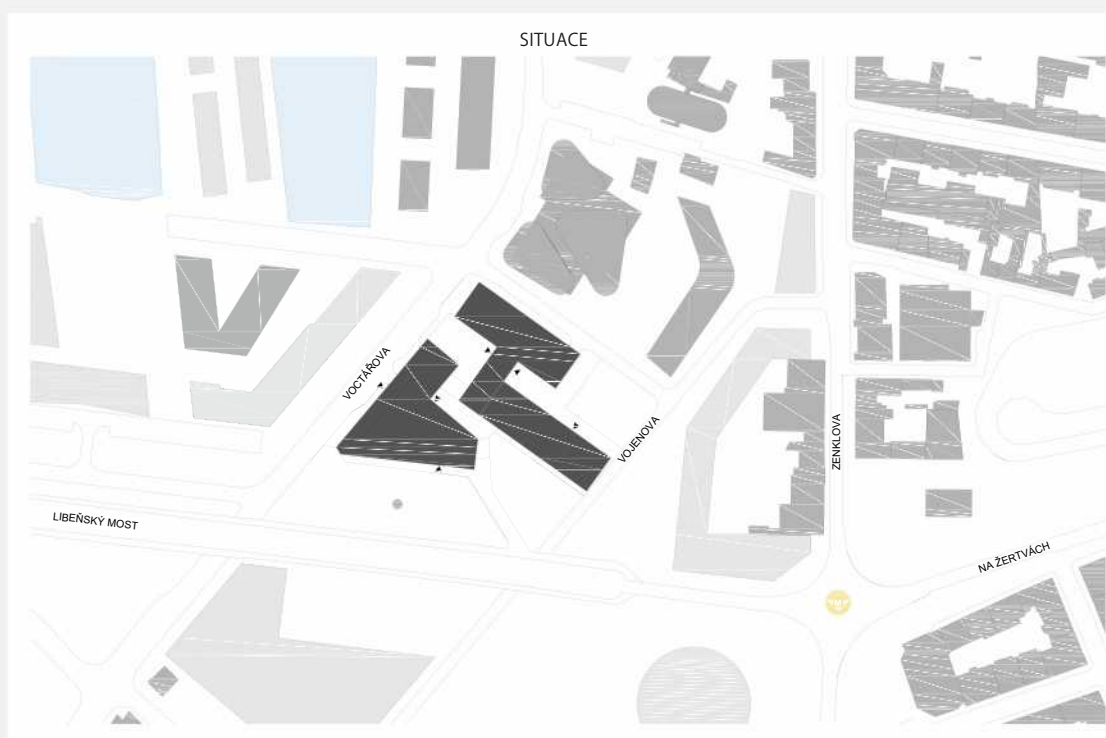 SITUACE
VOCTÁŘOVA
VOJENOVA
ZENKLOVA
LIBEŇSKÝ MOST
NA ŽERTVÁCH